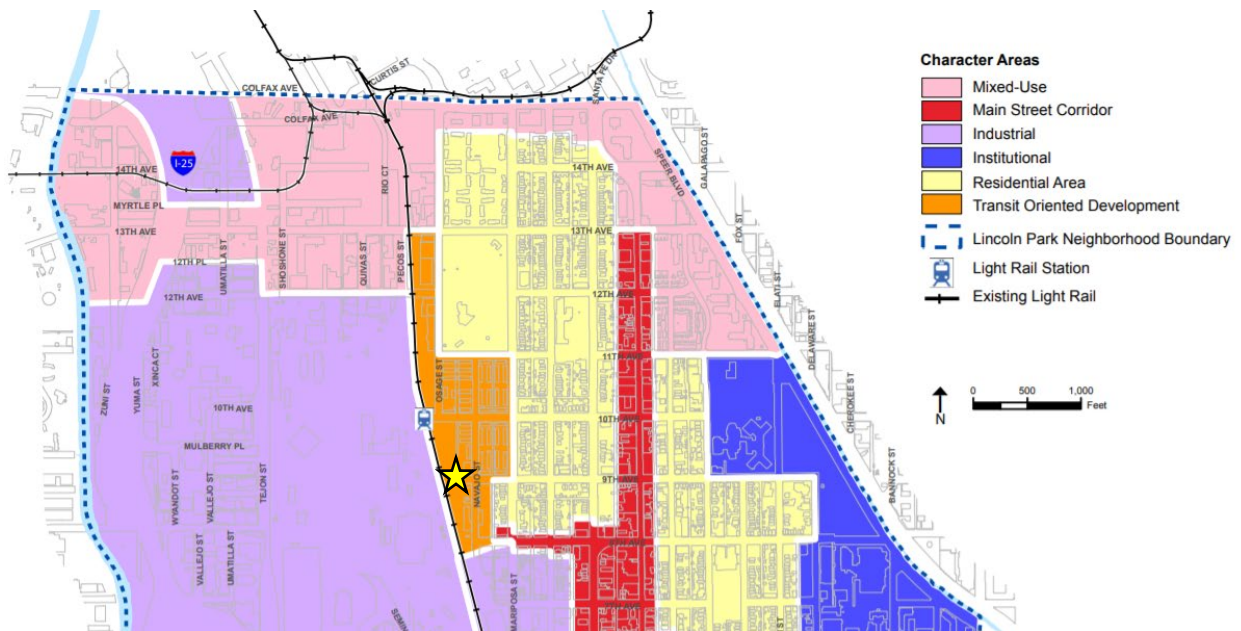 CURTIS ST
SANTA FE DR
COLFAX AVE
COLFAX AVE
I-25
14TH AVE
14TH AVE
SPEER BLVD
GALAPAGO ST
RIO CT
MYRTLE PL
13TH AVE
13TH AVE
FOX ST
UMATILLA ST
SHOSHONE ST
QUIVAS ST
PECOS ST
12TH PL
12TH AVE
12TH AVE
ELATI ST
DELAWARE ST
11TH AVE
OSAGE ST
ZUNI ST
YUMA ST
XINCA CT
CHEROKEE ST
10TH AVE
10TH AVE
MULBERRY PL
BANNOCK ST
WYANDOT ST
VALLEJO ST
TEJON ST
NAVAJO ST
9TH AVE
VALLEJO ST
UMATILLA ST
8TH AVE
MARIPOSA ST
7TH AVE
Character Areas
Mixed-Use
Main Street Corridor
Industrial
Institutional
Residential Area
Transit Oriented Development
Lincoln Park Neighborhood Boundary
Light Rail Station
Existing Light Rail
N
0 500 1,000
Feet